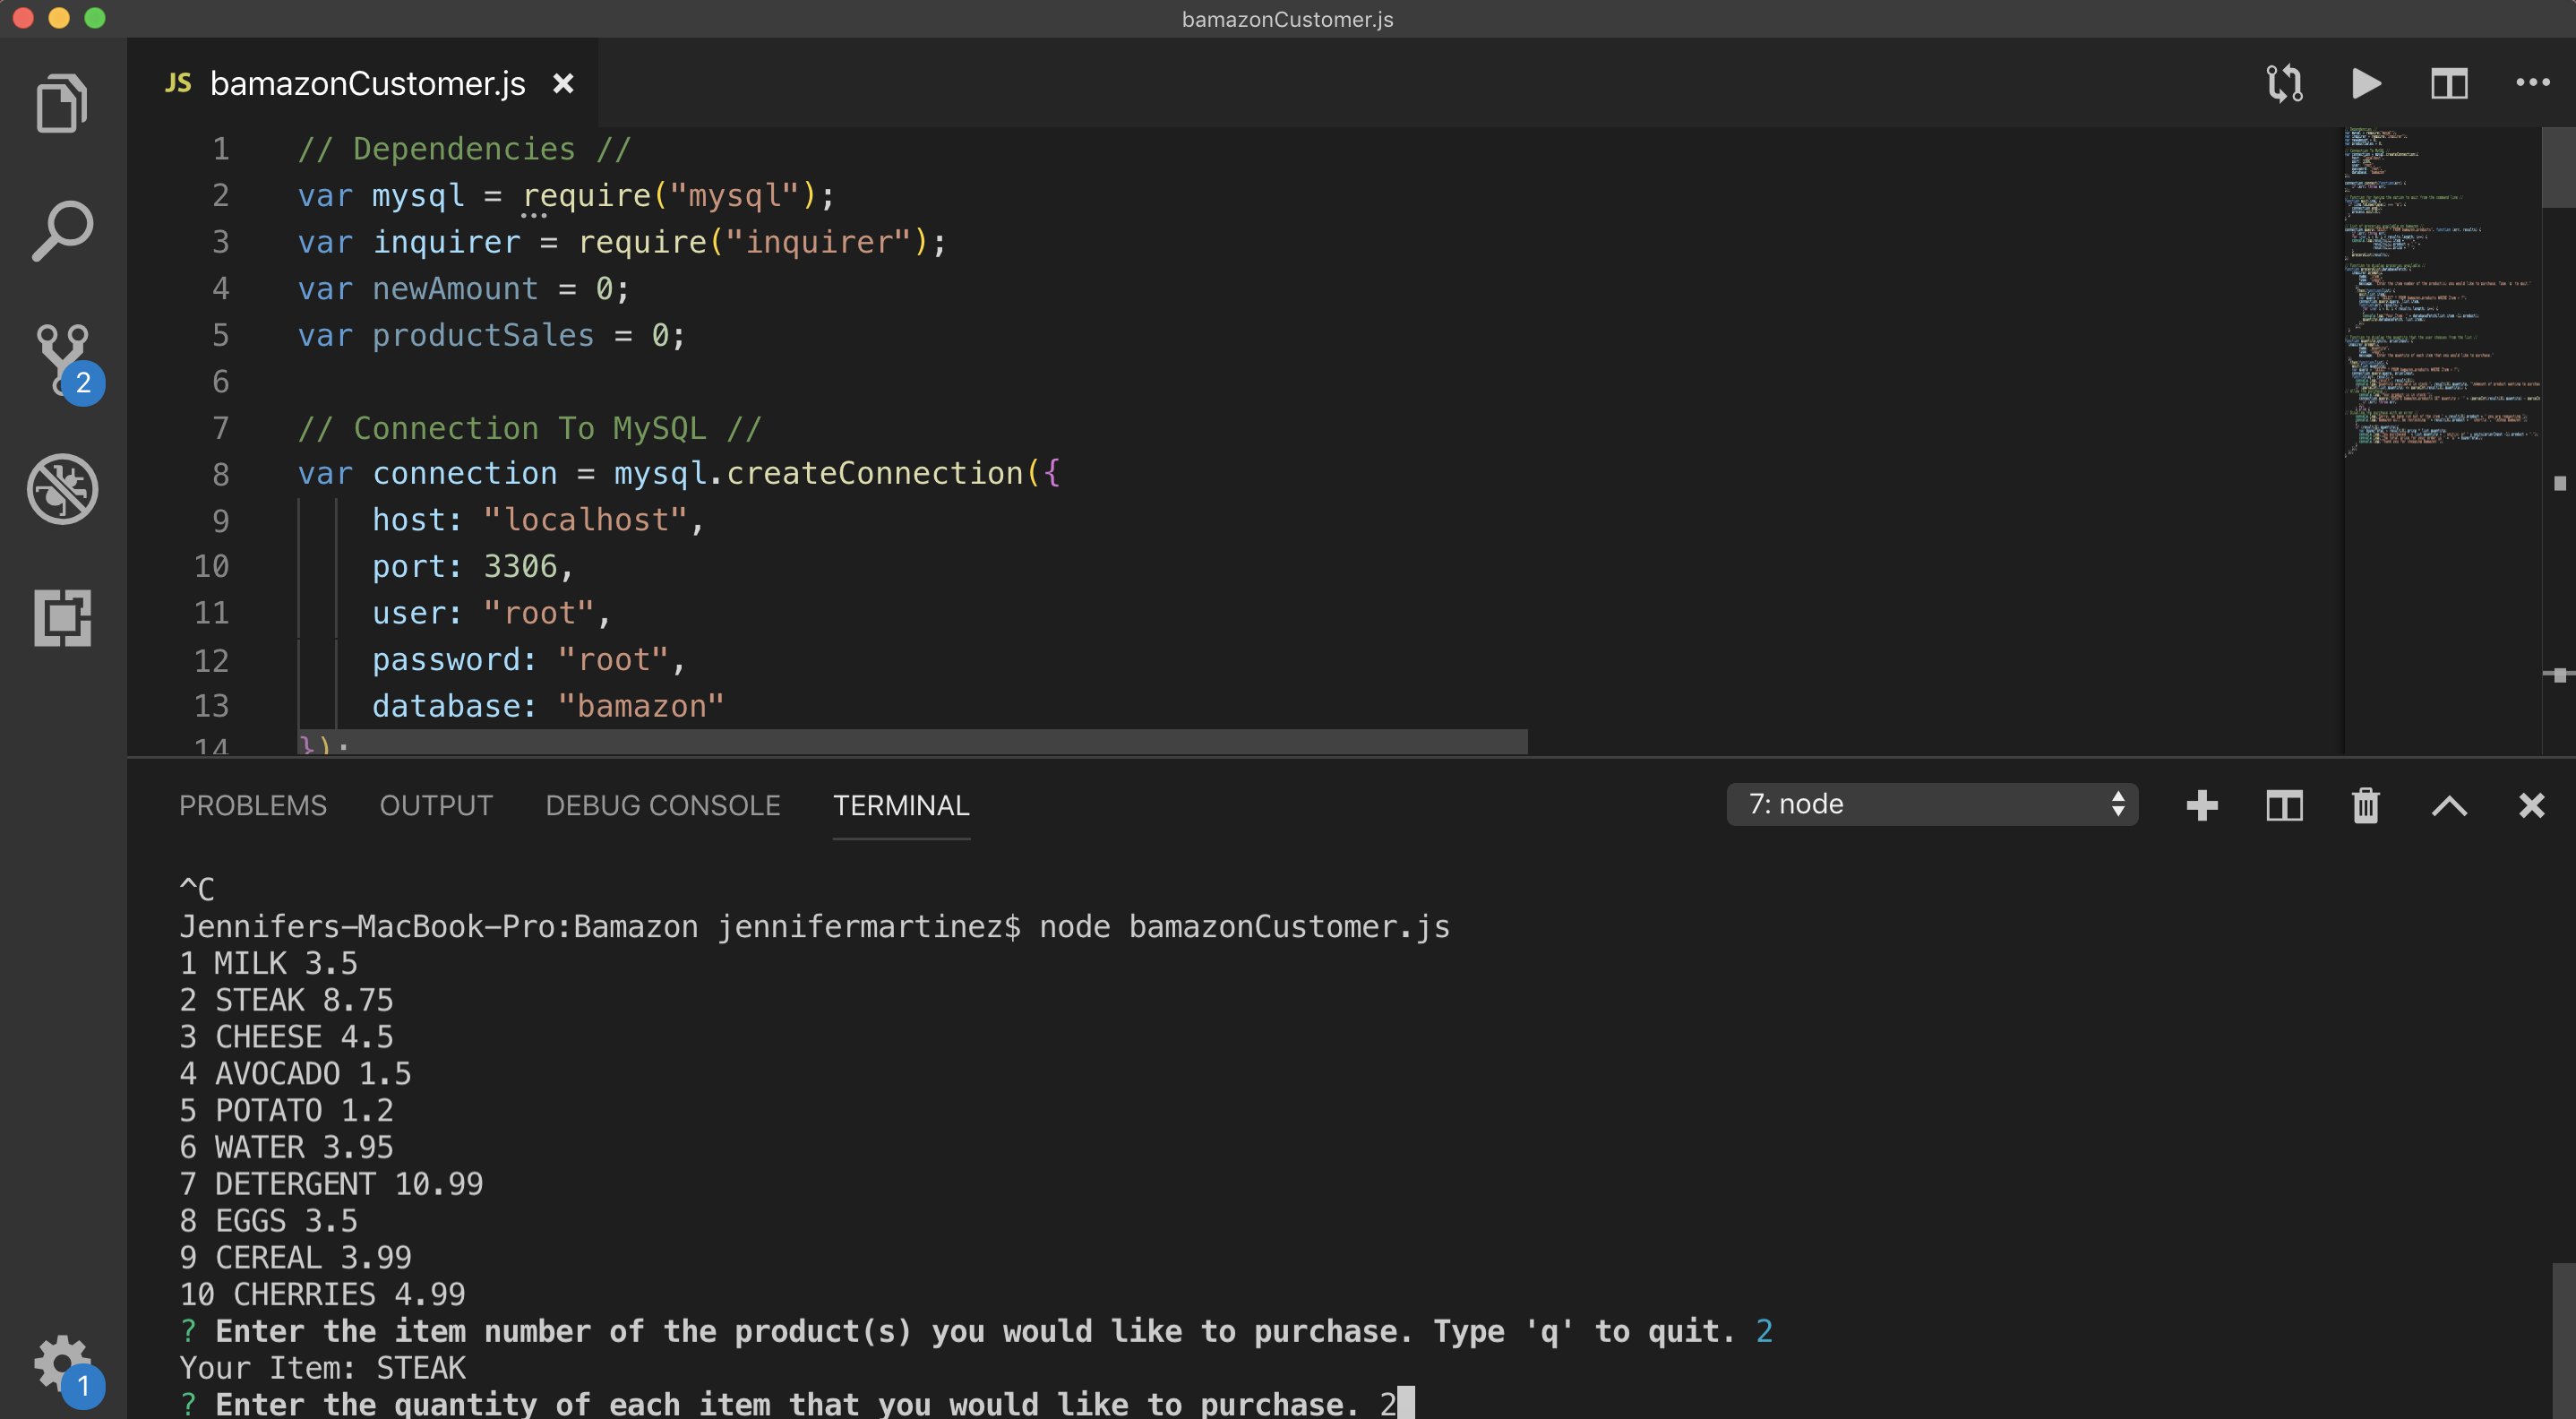 bamazonCustomer.js
JS bamazonCustomer.js
1 // Dependencies //
2 var mysql = require("mysql");
3 var inquirer = require("inquirer");
4 var newAmount = 0;
5 var productSales = 0;
6
7 // Connection To MySQL //
8 var connection = mysql.createConnection({
9 host: "localhost",
10 port: 3306,
11 user: "root",
12 password: "root",
13 database: "bamazon"
14 });
2
PROBLEMS OUTPUT DEBUG CONSOLE TERMINAL 7: node
^C
Jennifers-MacBook-Pro:Bamazon jennifermartinez$ node bamazonCustomer.js
1 MILK 3.5
2 STEAK 8.75
3 CHEESE 4.5
4 AVOCADO 1.5
5 POTATO 1.2
6 WATER 3.95
7 DETERGENT 10.99
8 EGGS 3.5
9 CEREAL 3.99
10 CHERRIES 4.99
? Enter the item number of the product(s) you would like to purchase. Type 'q' to quit. 2
Your Item: STEAK
? Enter the quantity of each item that you would like to purchase. 2
1